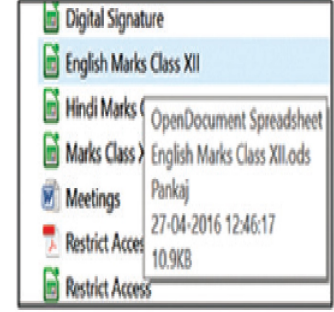 Digital Signature
English Marks Class XII
Hindi Marks
Marks Class
Meetings
Restrict Acces
Restrict Access
OpenDocument Spreadsheet
English Marks Class XII.ods
Pankaj
27-04-2016 12:46:17
10.9KB